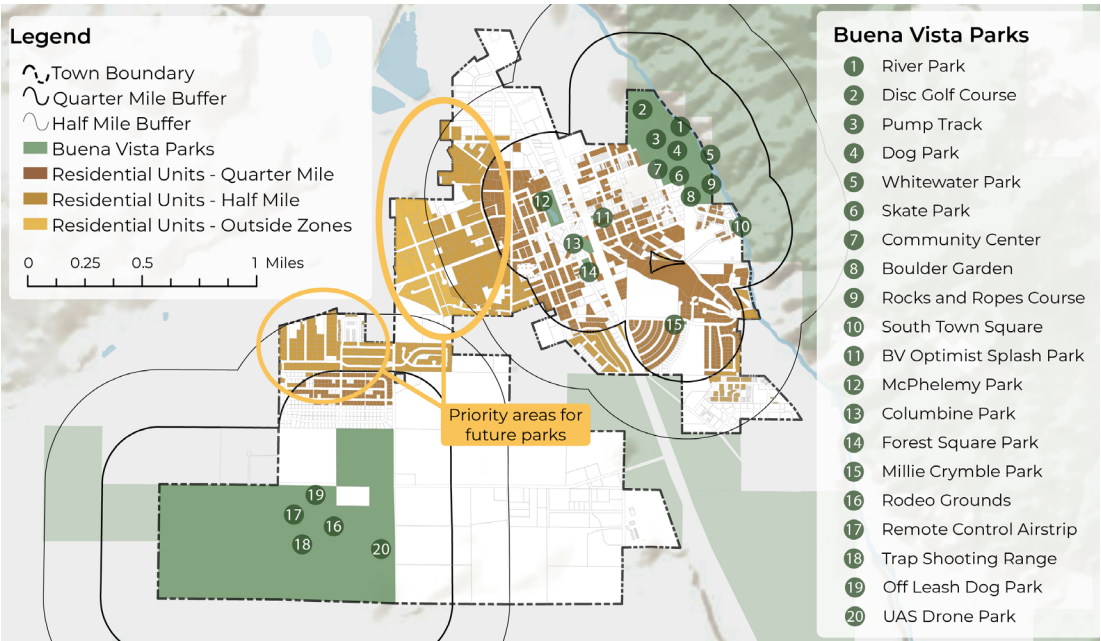 Legend
Town Boundary
Quarter Mile Buffer
Half Mile Buffer
Buena Vista Parks
Residential Units - Quarter Mile
Residential Units - Half Mile
Residential Units - Outside Zones
0 0.25 0.5 1 Miles
Priority areas for
future parks
2
1
3
4
5
7
6
8
9
12
11
10
13
14
15
19
17
16
18
20
Buena Vista Parks
1 River Park
2 Disc Golf Course
3 Pump Track
4 Dog Park
5 Whitewater Park
6 Skate Park
7 Community Center
8 Boulder Garden
9 Rocks and Ropes Course
10 South Town Square
11 BV Optimist Splash Park
12 McPhelemy Park
13 Columbine Park
14 Forest Square Park
15 Millie Crymble Park
16 Rodeo Grounds
17 Remote Control Airstrip
18 Trap Shooting Range
19 Off Leash Dog Park
20 UAS Drone Park